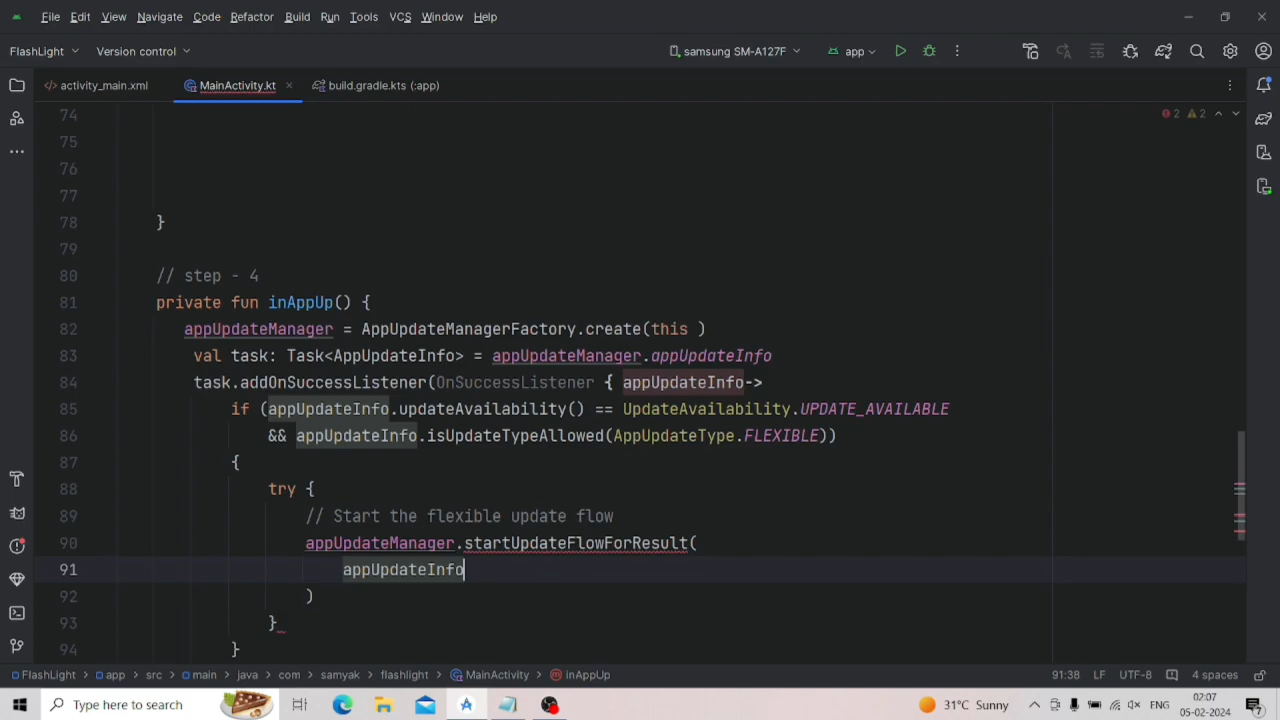 File Edit View Navigate Code Refactor Build Run Tools VCS Window Help
FlashLight Version control samsung SM-A127F app
activity_main.xml MainActivity.kt build.gradle.kts (:app)
74
2 2
75
76
77
78 }
79
80 // step - 4
81 private fun inAppUp() {
82 appUpdateManager = AppUpdateManagerFactory.create(this )
83 val task: Task<AppUpdateInfo> = appUpdateManager.appUpdateInfo
84 task.addOnSuccessListener(OnSuccessListener { appUpdateInfo->
85 if (appUpdateInfo.updateAvailability() == UpdateAvailability.UPDATE_AVAILABLE
86 && appUpdateInfo.isUpdateTypeAllowed(AppUpdateType.FLEXIBLE))
87 {
88 try {
89 // Start the flexible update flow
90 appUpdateManager.startUpdateFlowForResult(
91 appUpdateInfo
92 )
93 }
94 }
FlashLight > app > src > main > java > com > samyak > flashlight > MainActivity > inAppUp 91:38 LF UTF-8 4 spaces
Type here to search 31°C Sunny ENG 02:07
05-02-2024 7